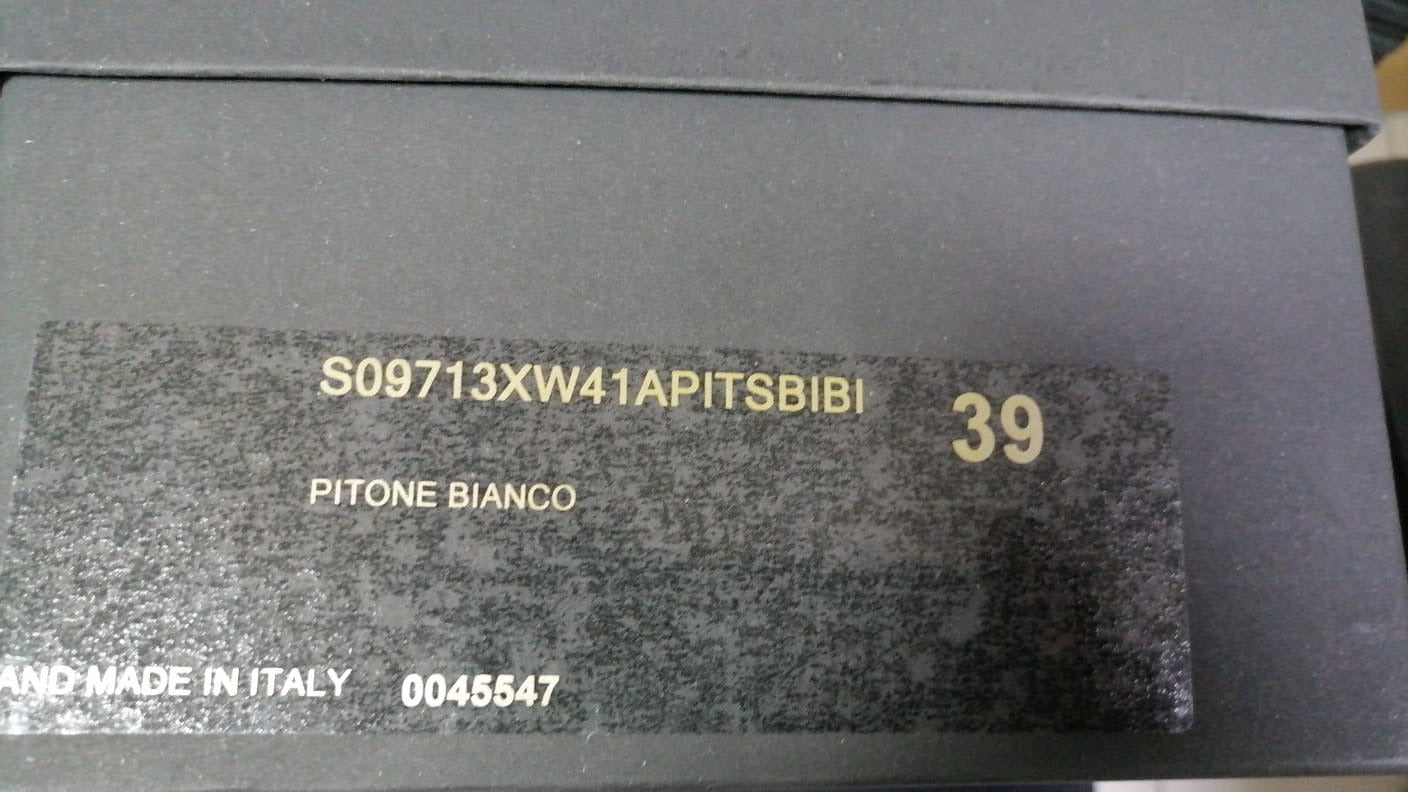 S09713XW41APITSBIBI
39
PITONE BIANCO
AND MADE IN ITALY 0045547